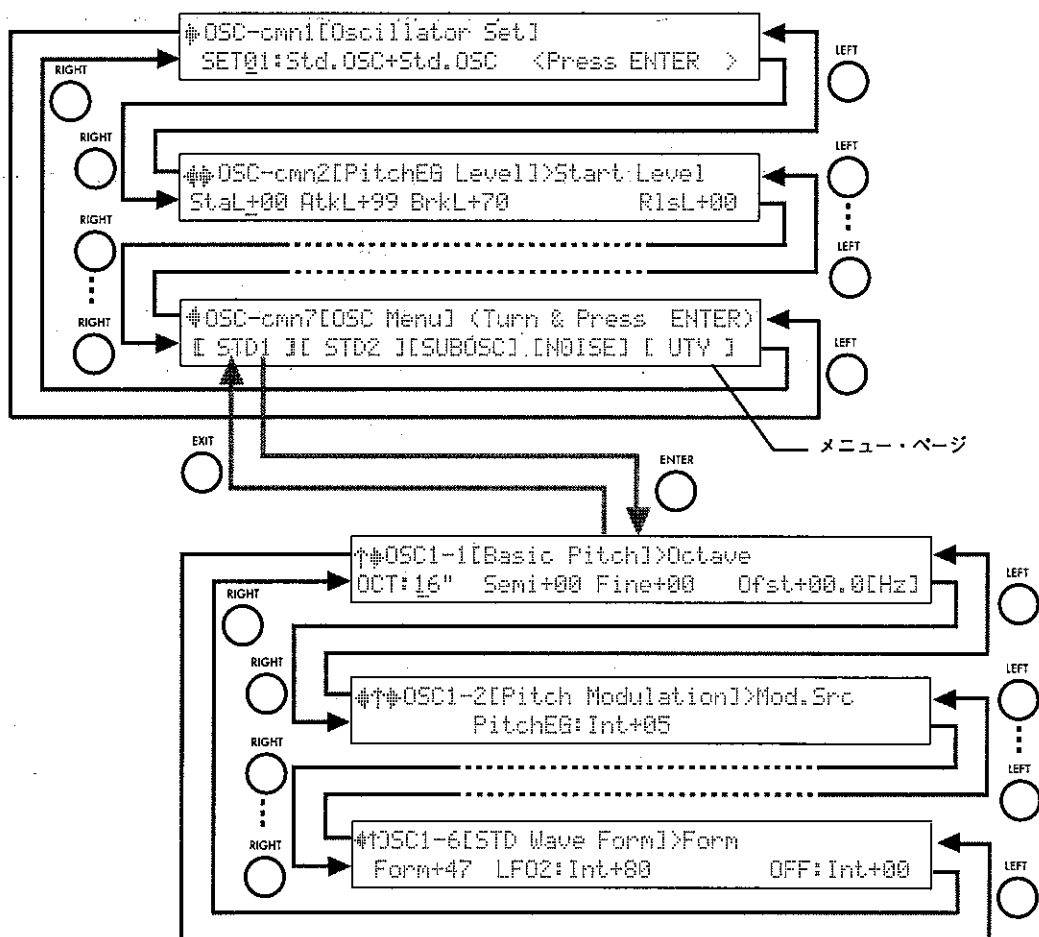 OSC-cmn1[Oscillator Set]
SET01:Std.OSC+Std.OSC <Press ENTER >
LEFT
RIGHT
RIGHT
LEFT
OSC-cmn2[PitchEG Level]>Start Level
StaL+00 AtkL+99 BrkL+70 RlsL+00
RIGHT
LEFT
RIGHT
OSC-cmn7[OSC Menu] (Turn & Press ENTER)
[ STD1 ][ STD2 ][SUBOSC] [NOISE] [ UTY ]
LEFT
EXIT
メニュー・ページ
ENTER
↑OSC1-1[Basic Pitch]>Octave
OCT:16" Semi+00 Fine+00 Ofst+00.0[Hz]
LEFT
RIGHT
RIGHT
LEFT
↑OSC1-2[Pitch Modulation]>Mod.Src
PitchEG:Int+05
RIGHT
LEFT
RIGHT
↑OSC1-6[STD Wave Form]>Form
Form+47 LFO2:Int+80 OFF:Int+00
LEFT